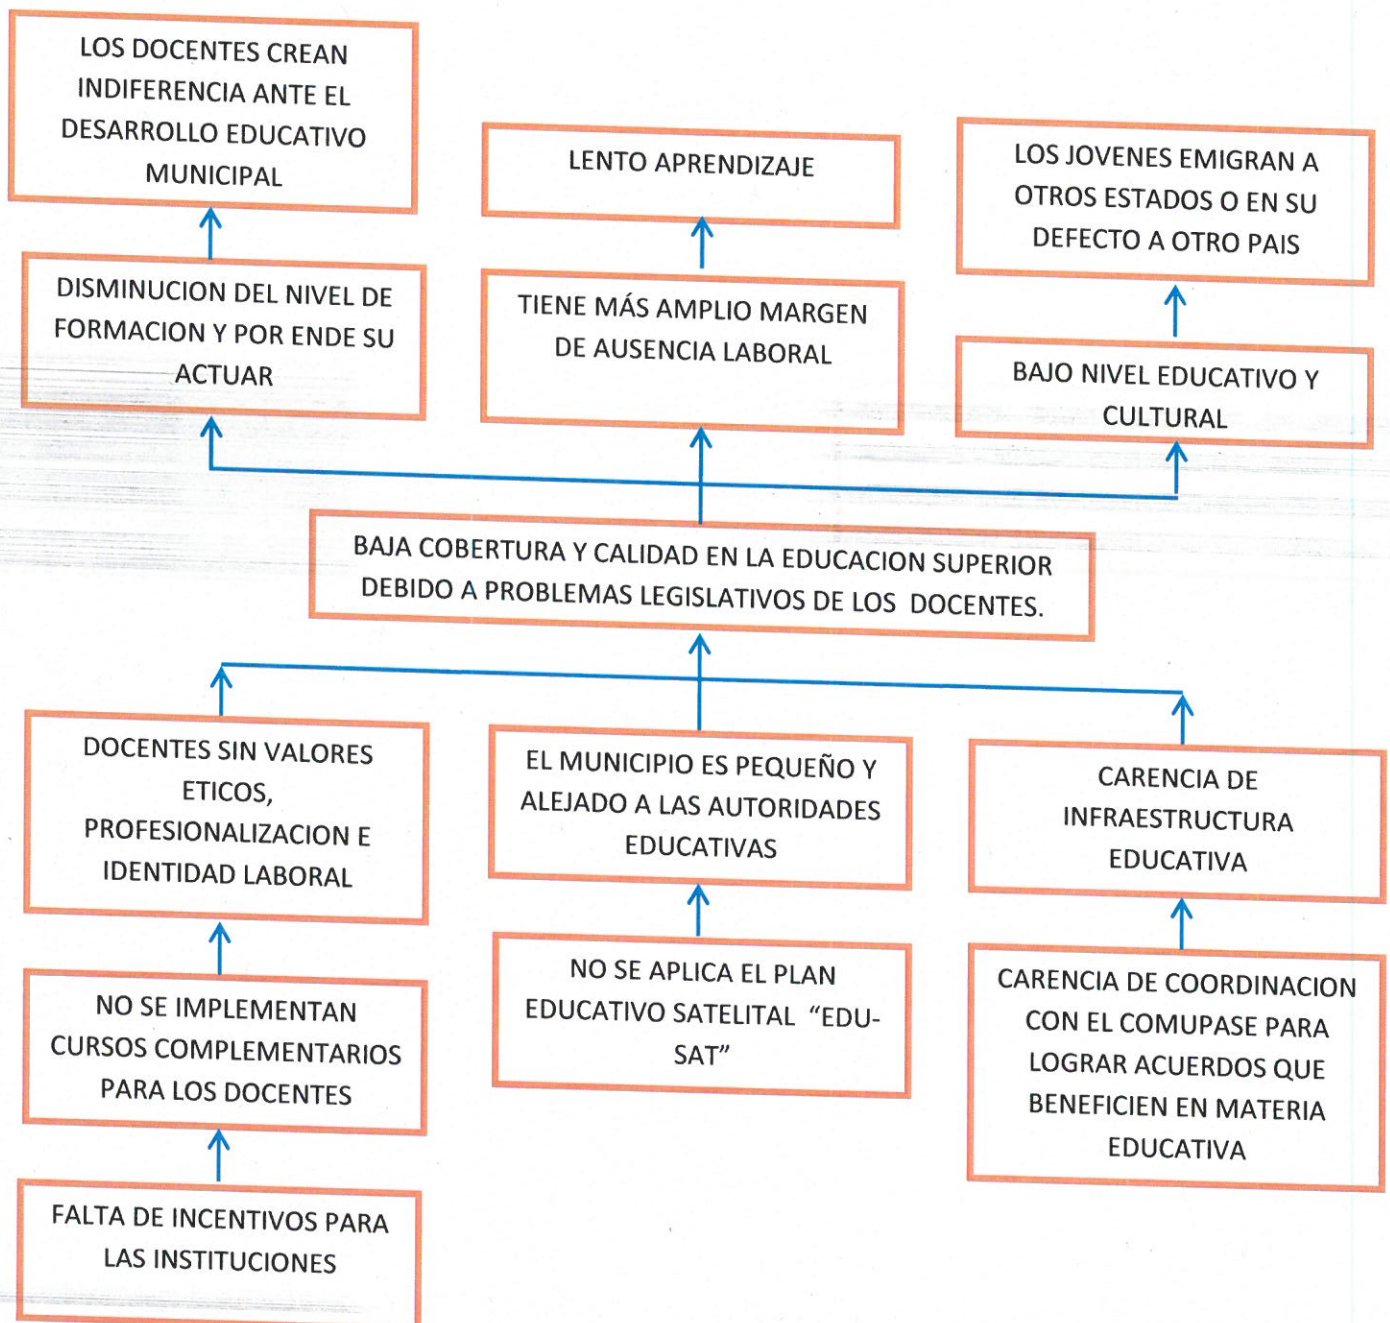 LOS DOCENTES CREAN
INDIFERENCIA ANTE EL
DESARROLLO EDUCATIVO
MUNICIPAL
LENTO APRENDIZAJE
LOS JOVENES EMIGRAN A
OTROS ESTADOS O EN SU
DEFECTO A OTRO PAIS
DISMINUCION DEL NIVEL DE
FORMACION Y POR ENDE SU
ACTUAR
TIENE MÁS AMPLIO MARGEN
DE AUSENCIA LABORAL
BAJO NIVEL EDUCATIVO Y
CULTURAL
BAJA COBERTURA Y CALIDAD EN LA EDUCACION SUPERIOR
DEBIDO A PROBLEMAS LEGISLATIVOS DE LOS DOCENTES.
DOCENTES SIN VALORES
ETICOS,
PROFESIONALIZACION E
IDENTIDAD LABORAL
EL MUNICIPIO ES PEQUEÑO Y
ALEJADO A LAS AUTORIDADES
EDUCATIVAS
CARENCIA DE
INFRAESTRUCTURA
EDUCATIVA
NO SE IMPLEMENTAN
CURSOS COMPLEMENTARIOS
PARA LOS DOCENTES
NO SE APLICA EL PLAN
EDUCATIVO SATELITAL “EDU-
SAT”
CARENCIA DE COORDINACION
CON EL COMUPASE PARA
LOGRAR ACUERDOS QUE
BENEFICIEN EN MATERIA
EDUCATIVA
FALTA DE INCENTIVOS PARA
LAS INSTITUCIONES